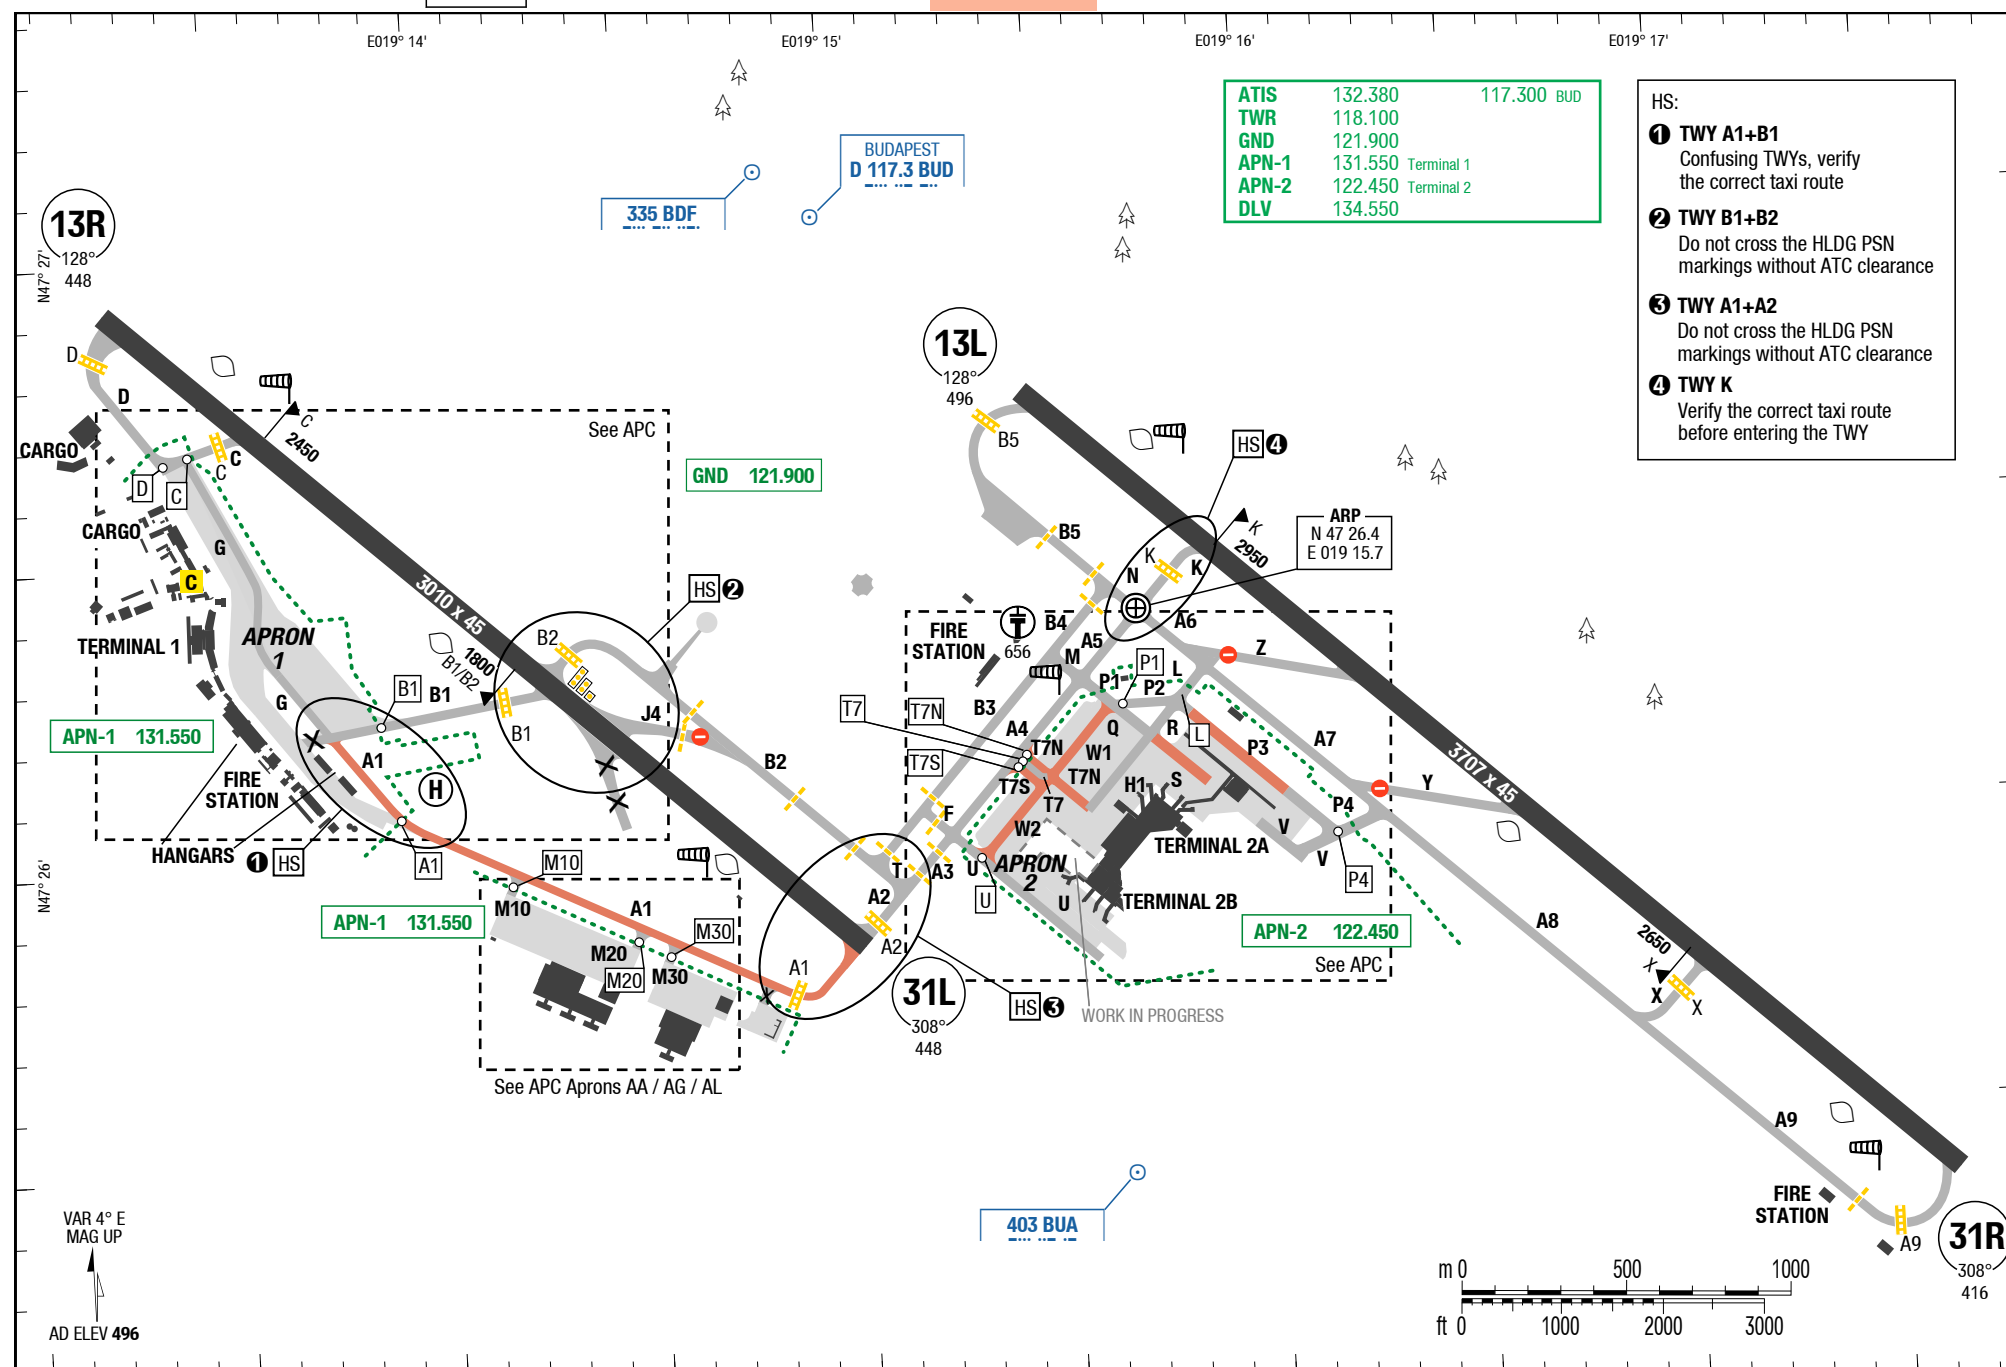 E019° 14'
E019° 15'
E019° 16'
E019° 17'
ATIS 132.380 117.300 BUD
TWR 118.100
GND 121.900
APN-1 131.550 Terminal 1
APN-2 122.450 Terminal 2
DLV 134.550
HS:
1 TWY A1+B1
Confusing TWYs, verify
the correct taxi route
2 TWY B1+B2
Do not cross the HLDG PSN
markings without ATC clearance
3 TWY A1+A2
Do not cross the HLDG PSN
markings without ATC clearance
4 TWY K
Verify the correct taxi route
before entering the TWY
BUDAPEST
D 117.3 BUD
335 BDF
13R
128°
448
N47° 27'
13L
128°
496
D
D
C
2450
See APC
CARGO
C
C
D
C
GND 121.900
B5
HS 4
K
2950
ARP
N 47 26.4
E 019 15.7
CARGO
G
C
B5
K
K
N
3010 x 45
HS 2
TERMINAL 1
APRON
1
B2
1800
B1/B2
FIRE
STATION
656
B4
A5
A6
M
Z
L
P1
P1
P2
G
B1
B1
B1
J4
T7
T7N
B3
A4
Q
R
L
P3
A7
APN-1 131.550
A1
B2
T7S
T7N
W1
T7N
T7S
T7
H1
S
3707 x 45
Y
FIRE
STATION
H
F
W2
P4
V
V
HANGARS
1 HS
A1
M10
T
A3
U
APRON
2
TERMINAL 2A
P4
N47° 26'
M10
A1
A2
U
U
TERMINAL 2B
APN-1 131.550
M30
A2
APN-2 122.450
A8
2650
M20
M20
M30
A1
See APC
X
X
X
31L
308°
448
HS 3
WORK IN PROGRESS
See APC Aprons AA / AG / AL
A9
403 BUA
FIRE
STATION
A9
31R
308°
416
VAR 4° E
MAG UP
AD ELEV 496
m 0 500 1000
ft 0 1000 2000 3000